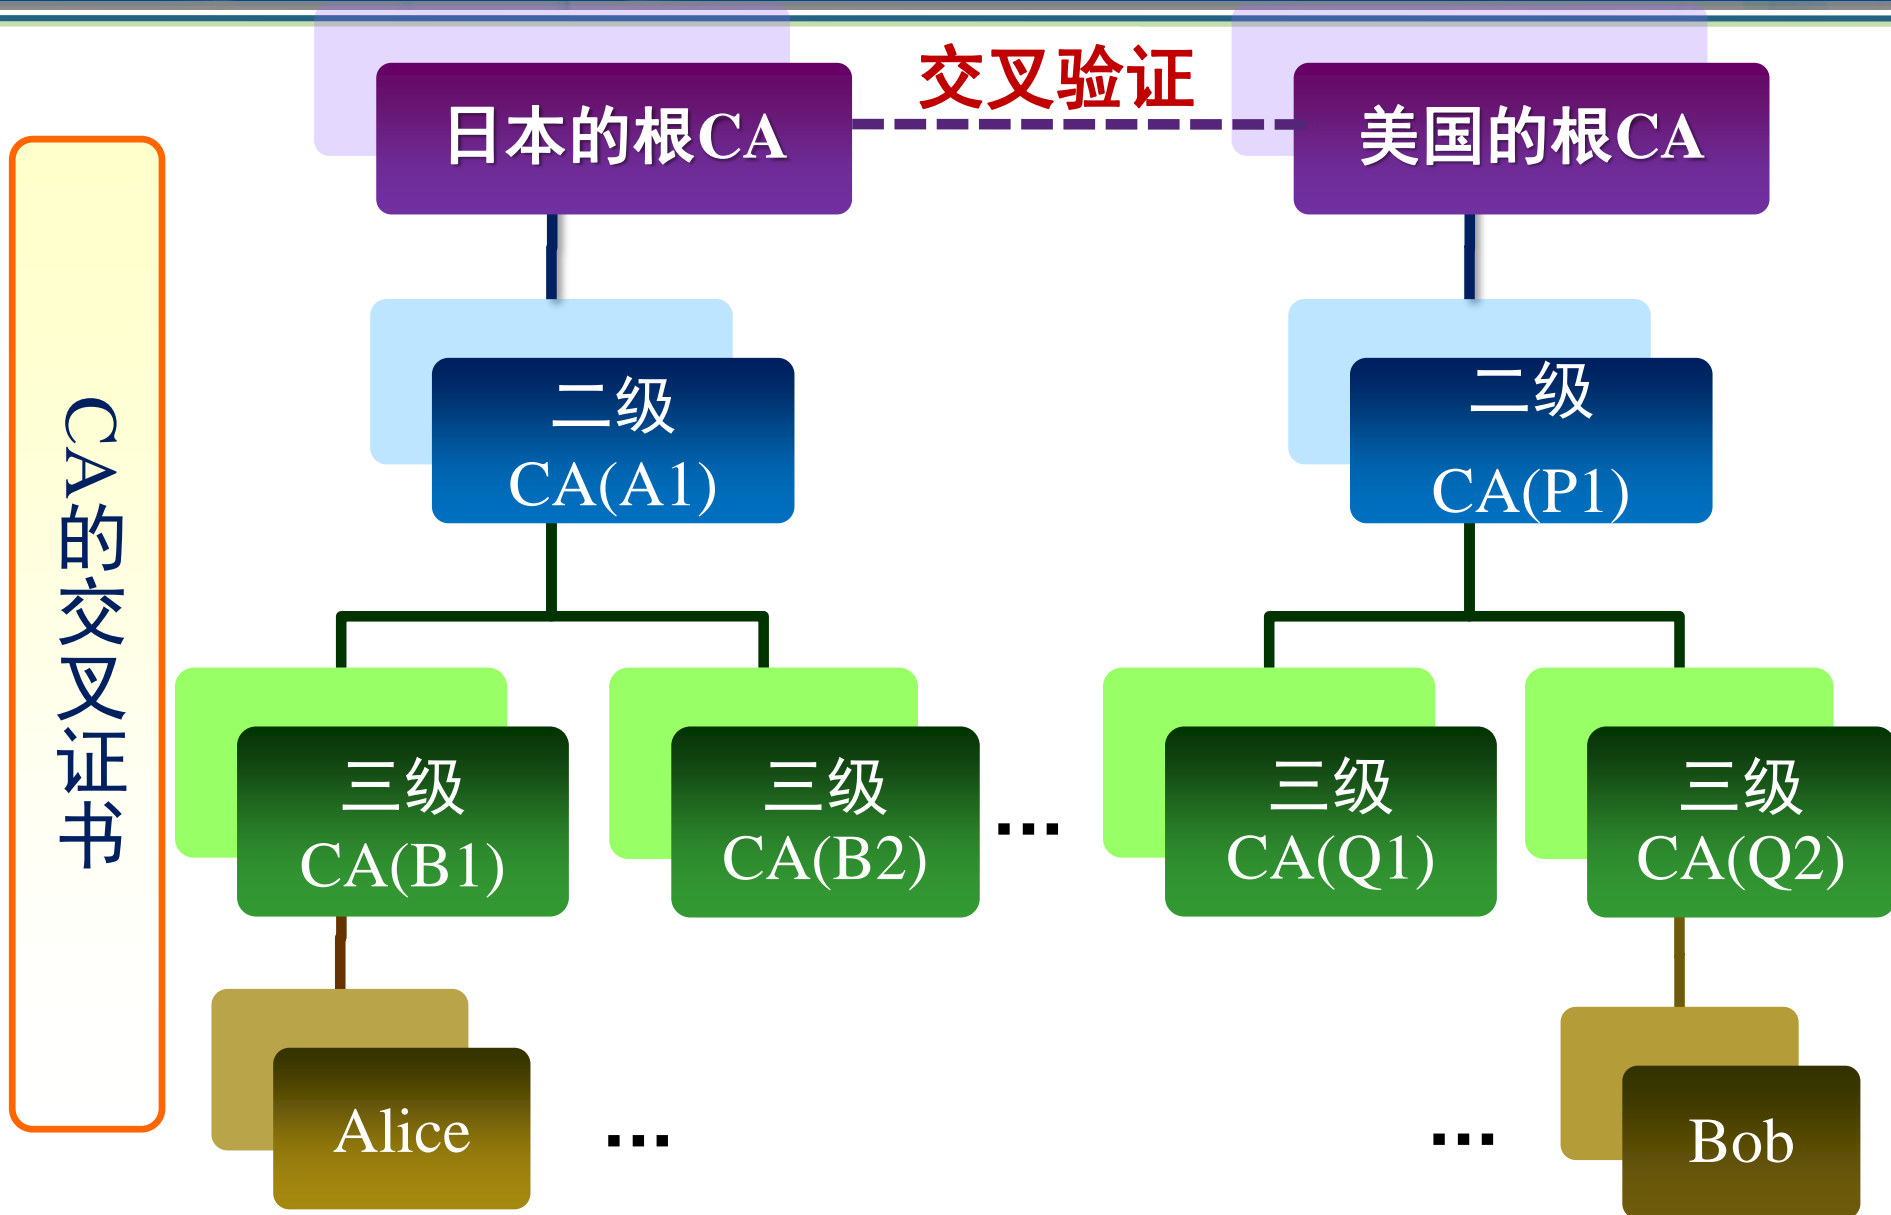 交叉验证
日本的根CA
美国的根CA
CA的交叉证书
二级
CA(A1)
二级
CA(P1)
三级
CA(B1)
三级
CA(B2)
...
三级
CA(Q1)
三级
CA(Q2)
Alice
...
...
Bob